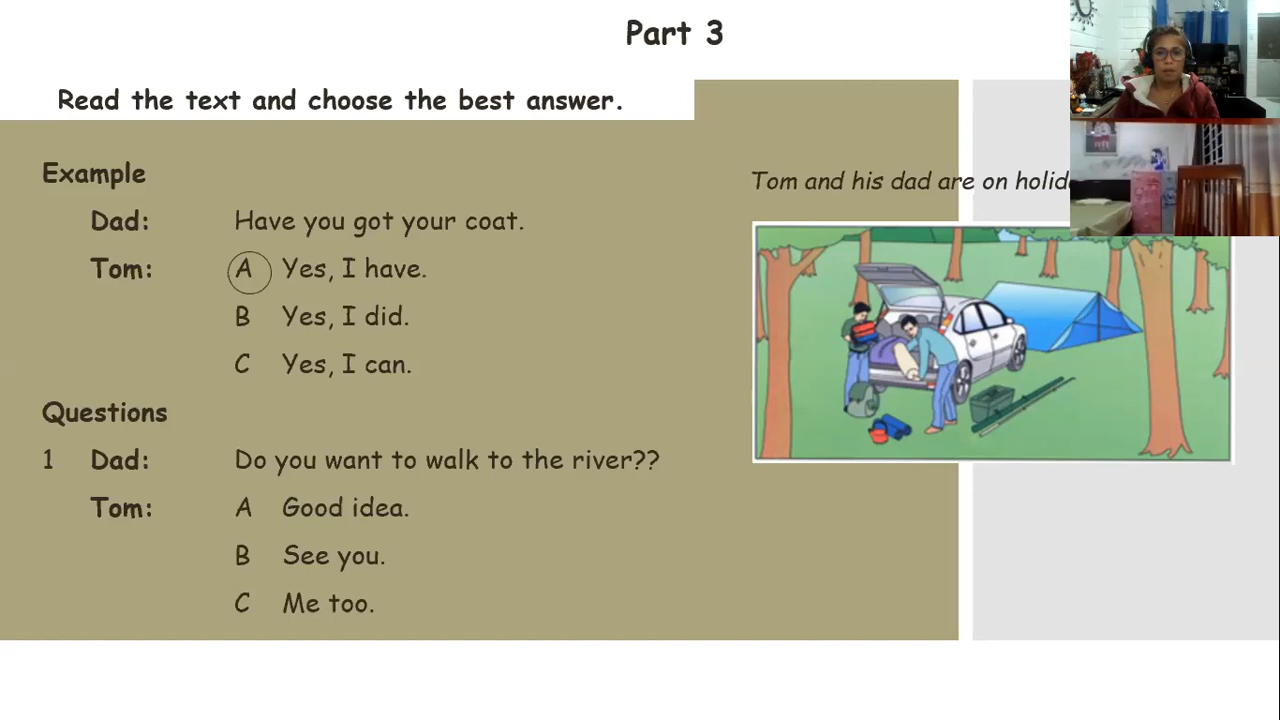 Part 3
Read the text and choose the best answer.
Example
Tom and his dad are on
Dad: Have you got your coat.
Tom: A Yes, I have.
B Yes, I did.
C Yes, I can.
Questions
1 Dad: Do you want to walk to the river??
Tom: A Good idea.
B See you.
C Me too.